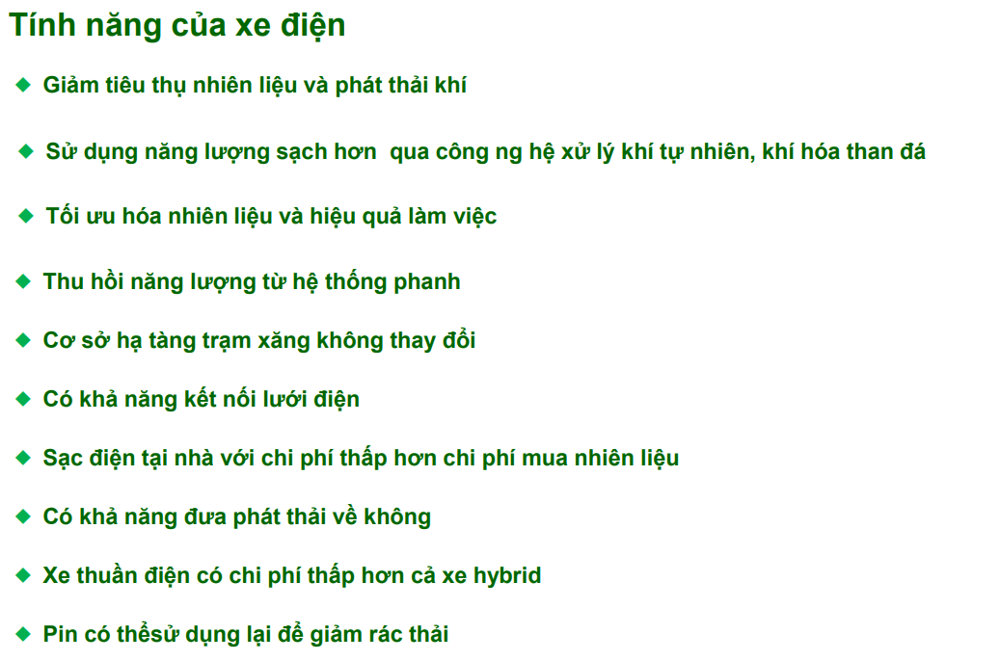 Tính năng của xe điện
◆ Giảm tiêu thụ nhiên liệu và phát thải khí
◆ Sử dụng năng lượng sạch hơn  qua công ng hệ xử lý khí tự nhiên, khí hóa than đá
◆ Tối ưu hóa nhiên liệu và hiệu quả làm việc
◆ Thu hồi năng lượng từ hệ thống phanh
◆ Cơ sở hạ tàng trạm xăng không thay đổi
◆ Có khả năng kết nối lưới điện
◆ Sạc điện tại nhà với chi phí thấp hơn chi phí mua nhiên liệu
◆ Có khả năng đưa phát thải về không
◆ Xe thuần điện có chi phí thấp hơn cả xe hybrid
◆ Pin có thểsử dụng lại để giảm rác thải